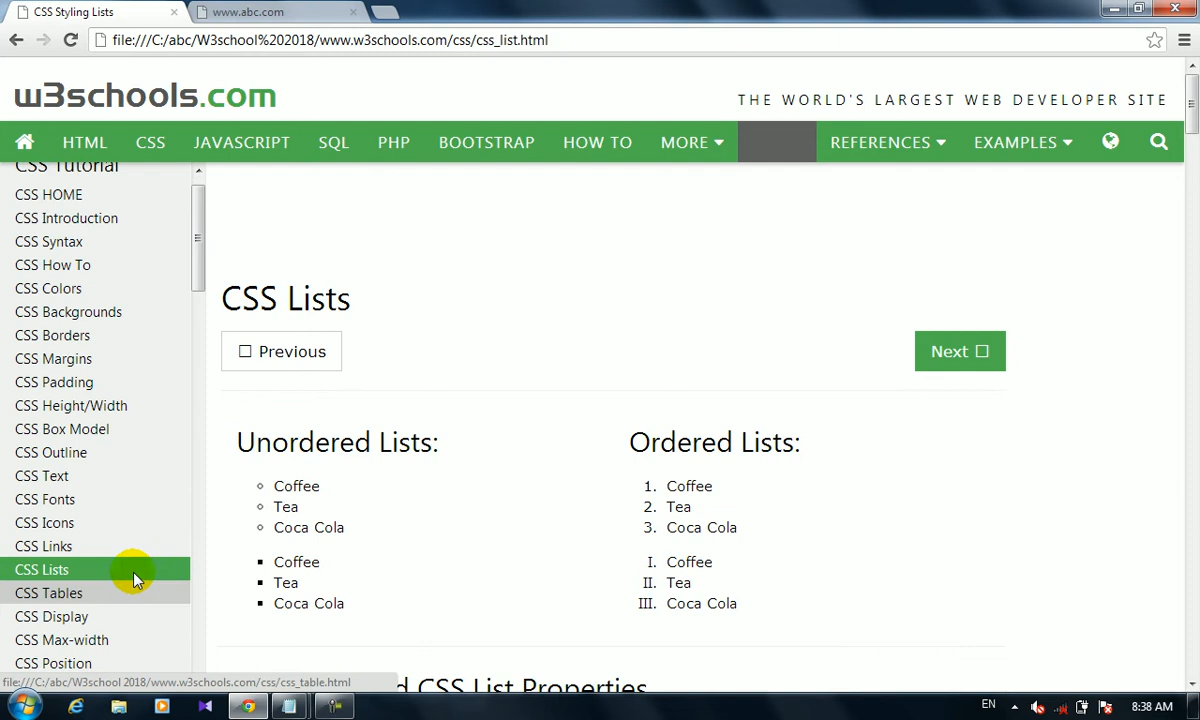 CSS Styling Lists
www.abc.com
file:///C:/abc/W3school%202018/www.w3schools.com/css/css_list.html
w3schools.com
THE WORLD'S LARGEST WEB DEVELOPER SITE
HTML CSS JAVASCRIPT SQL PHP BOOTSTRAP HOW TO MORE REFERENCES EXAMPLES
CSS Tutorial
CSS HOME
CSS Introduction
CSS Syntax
CSS How To
CSS Colors
CSS Backgrounds
CSS Borders
CSS Margins
CSS Padding
CSS Height/Width
CSS Box Model
CSS Outline
CSS Text
CSS Fonts
CSS Icons
CSS Links
CSS Lists
CSS Tables
CSS Display
CSS Max-width
CSS Position
CSS Lists
Previous
Next
Unordered Lists:
Coffee
Tea
Coca Cola
Coffee
Tea
Coca Cola
Ordered Lists:
1. Coffee
2. Tea
3. Coca Cola
I. Coffee
II. Tea
III. Coca Cola
d CSS List Properties
file:///C:/abc/W3school 2018/www.w3schools.com/css/css_table.html
EN
8:38 AM